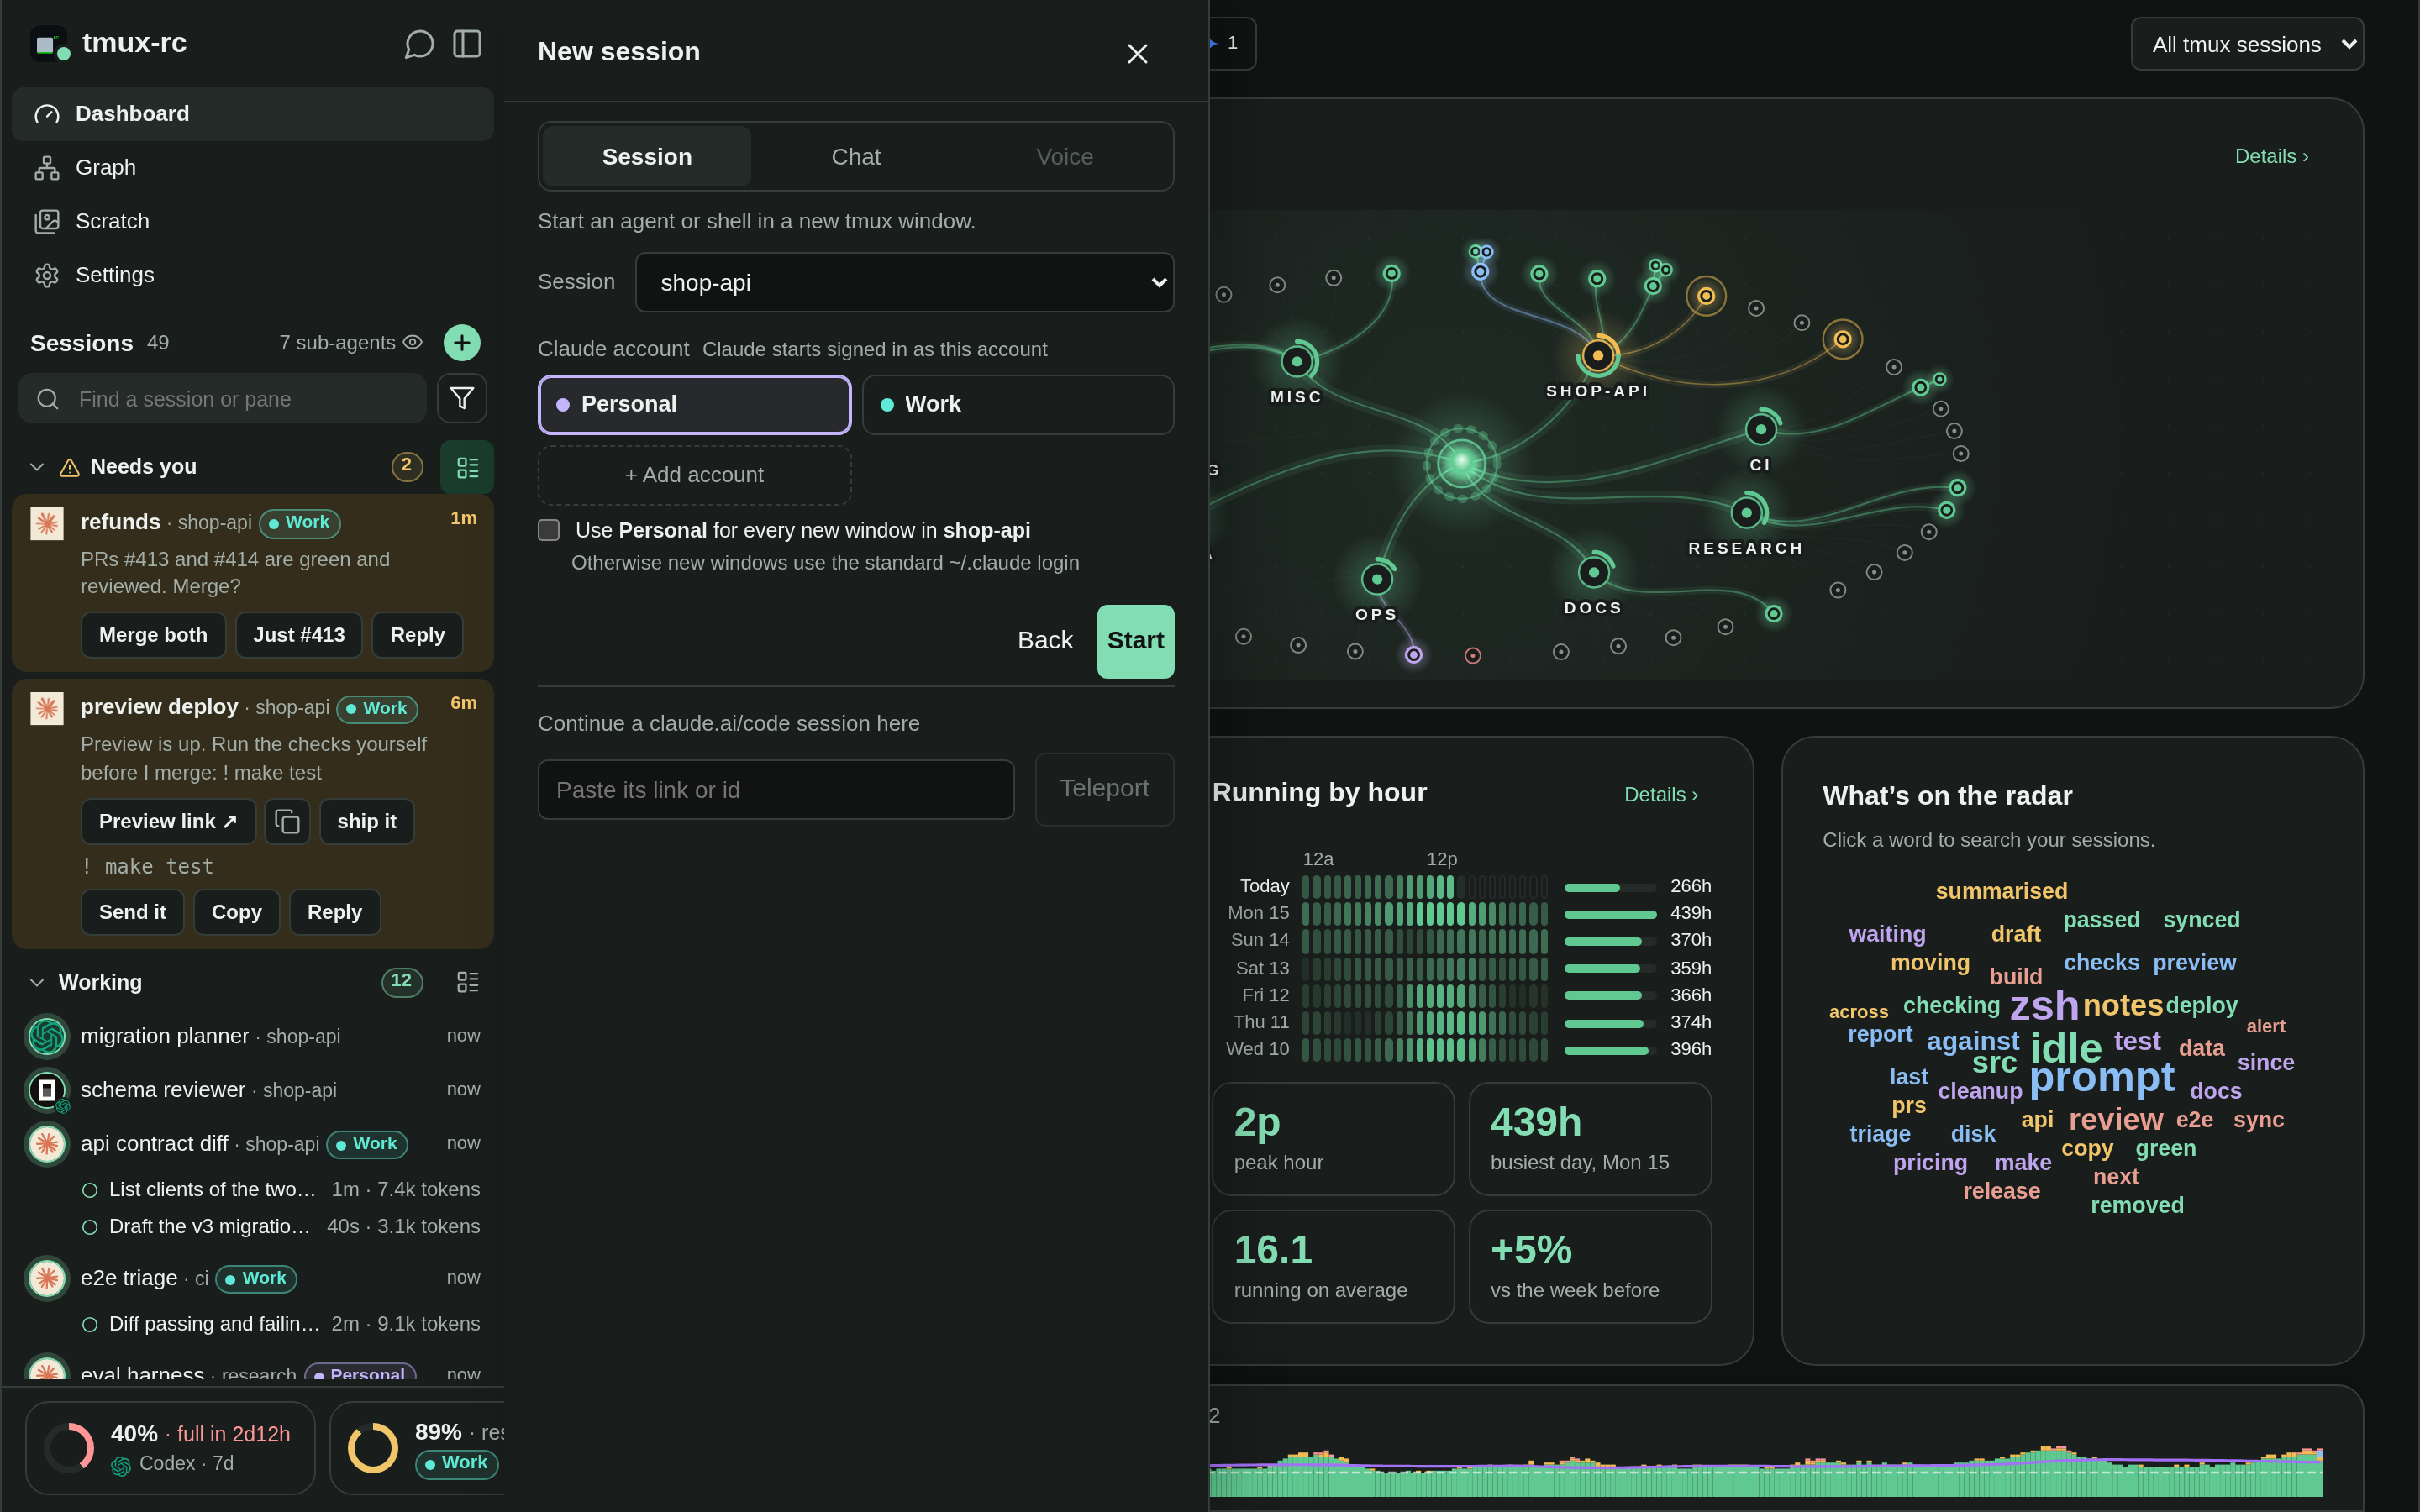 tmux-rc
Dashboard
Graph
Scratch
Settings
Sessions 49 7 sub-agents
Find a session or pane
Needs you 2
refunds · shop-api Work 1m
PRs #413 and #414 are green and
reviewed. Merge?
Merge both Just #413 Reply
preview deploy · shop-api Work 6m
Preview is up. Run the checks yourself
before I merge: ! make test
Preview link ↗ ship it
! make test
Send it Copy Reply
Working 12
migration planner · shop-api now
schema reviewer · shop-api now
api contract diff · shop-api Work now
List clients of the two… 1m · 7.4k tokens
Draft the v3 migratio… 40s · 3.1k tokens
e2e triage · ci Work now
Diff passing and failin… 2m · 9.1k tokens
eval harness · research Personal now
40% · full in 2d12h
Codex · 7d
89% · res
Work
New session
Session Chat Voice
Start an agent or shell in a new tmux window.
Session shop-api
Claude account Claude starts signed in as this account
Personal Work
+ Add account
Use Personal for every new window in shop-api
Otherwise new windows use the standard ~/.claude login
Back Start
Continue a claude.ai/code session here
Paste its link or id Teleport
1
All tmux sessions
Details ›
MISC
SHOP-API
CI
RESEARCH
OPS
DOCS
Running by hour Details ›
12a 12p
Today 266h
Mon 15 439h
Sun 14 370h
Sat 13 359h
Fri 12 366h
Thu 11 374h
Wed 10 396h
2p
peak hour
439h
busiest day, Mon 15
16.1
running on average
+5%
vs the week before
What’s on the radar
Click a word to search your sessions.
summarised
passed synced
waiting draft
moving checks preview
build
across checking zsh notes deploy
report alert
against idle test data
src since
last prompt
cleanup docs
prs
api review e2e sync
triage disk
copy green
pricing make
next
release
removed
2